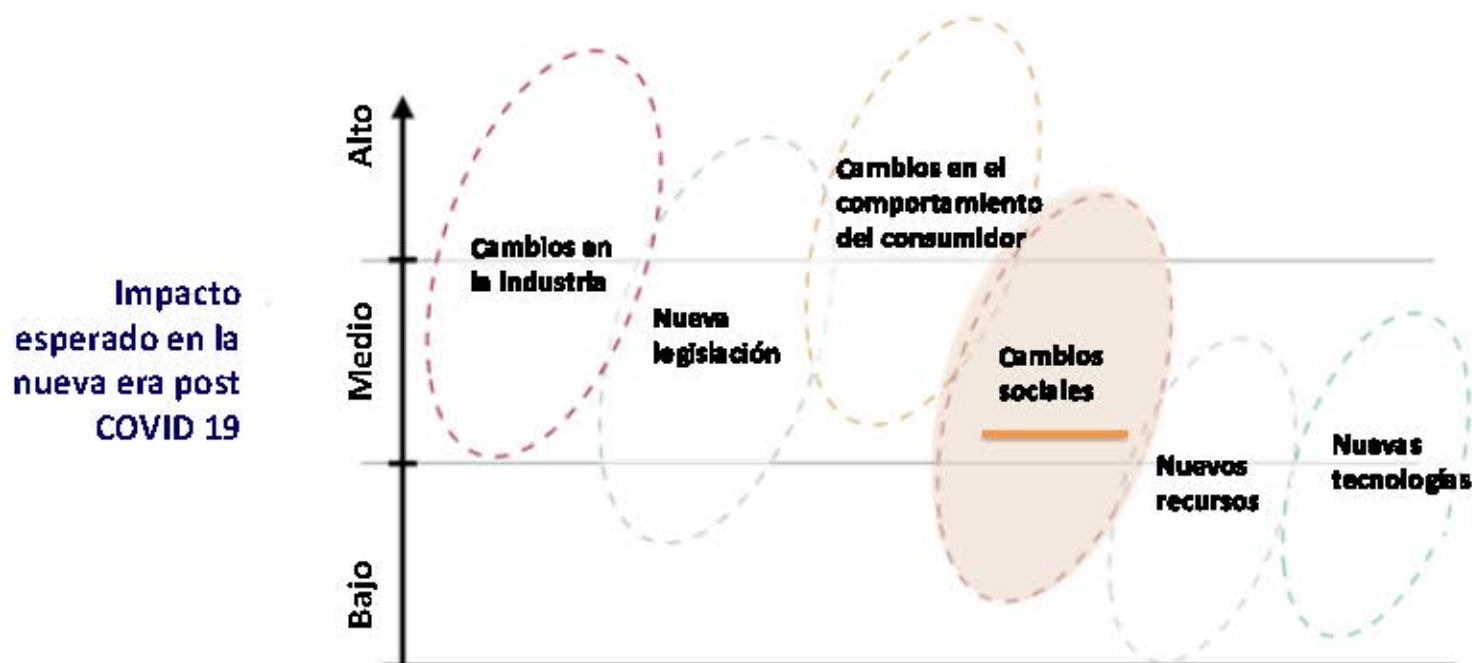 Impacto
esperado en la
nueva era post
COVID 19
Alto
Medio
Bajo
Cambios en
la industria
Nueva
legislación
Cambios en el
comportamiento
del consumidor
Cambios
sociales
Nuevos
recursos
Nuevas
tecnologías